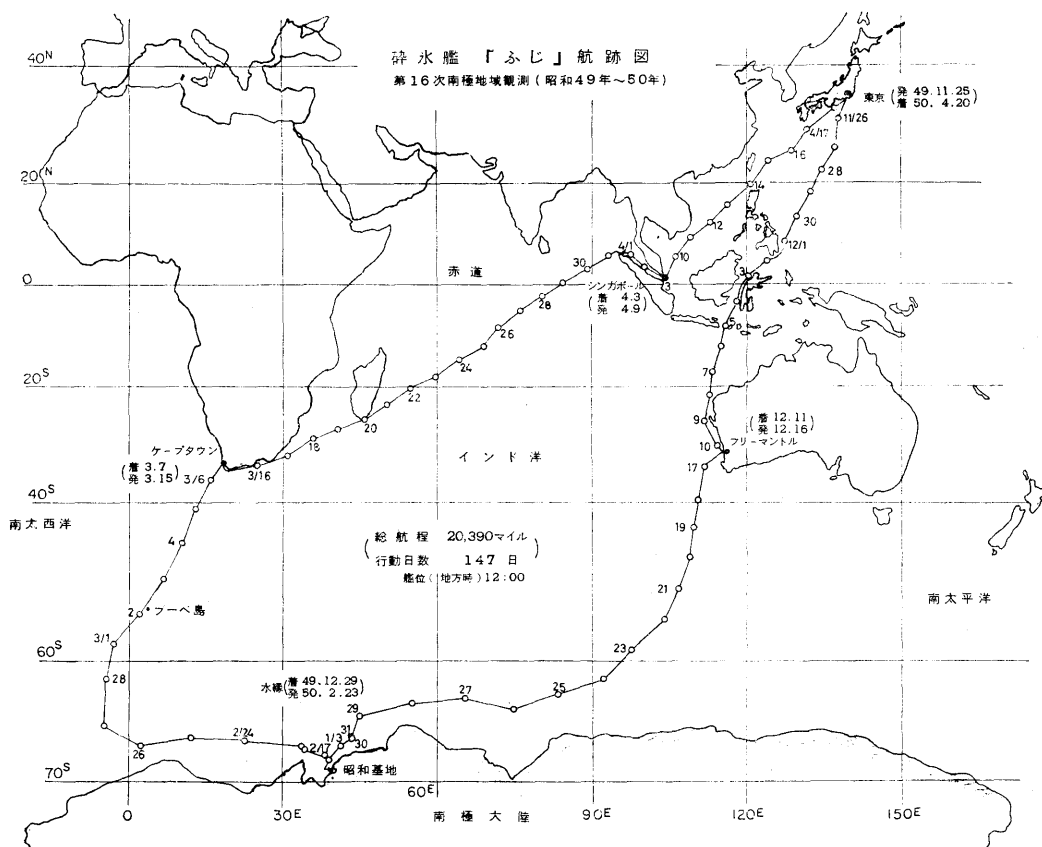 砕氷艦 『ふじ』 航跡図
第16次南極地域観測(昭和49年〜50年)
40N
東京 (発 49.11.25
着 50. 4.20)
11/26
4/17
16
28
20N
14
30
12
12/1
10
4/1
30
3
0
赤道
シンガポール
3
(着 4.3
発 4.9)
28
5
26
24
7
20S
22
20
9
(着12.11
発12.16)
フリーマントル
10
18
ケープタウン
(着 3.7
発 3.15)
3/16
3/6
インド洋
17
40S
南太西洋
19
4
(総航程 20,390マイル
行動日数 147日)
艦位(地方時)12:00
21
2
ブーベ島
南太平洋
3/1
23
60S
28
氷縁 (着 49.12.29
発 50. 2.23)
27
25
29
31
30
1/3
2/17
2/24
26
昭和基地
70S
0
30E
60E
90E
120E
150E
南極大陸